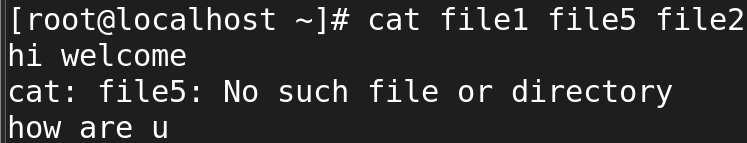 [root@localhost ~]# cat file1 file5 file2
hi welcome
cat: file5: No such file or directory
how are u